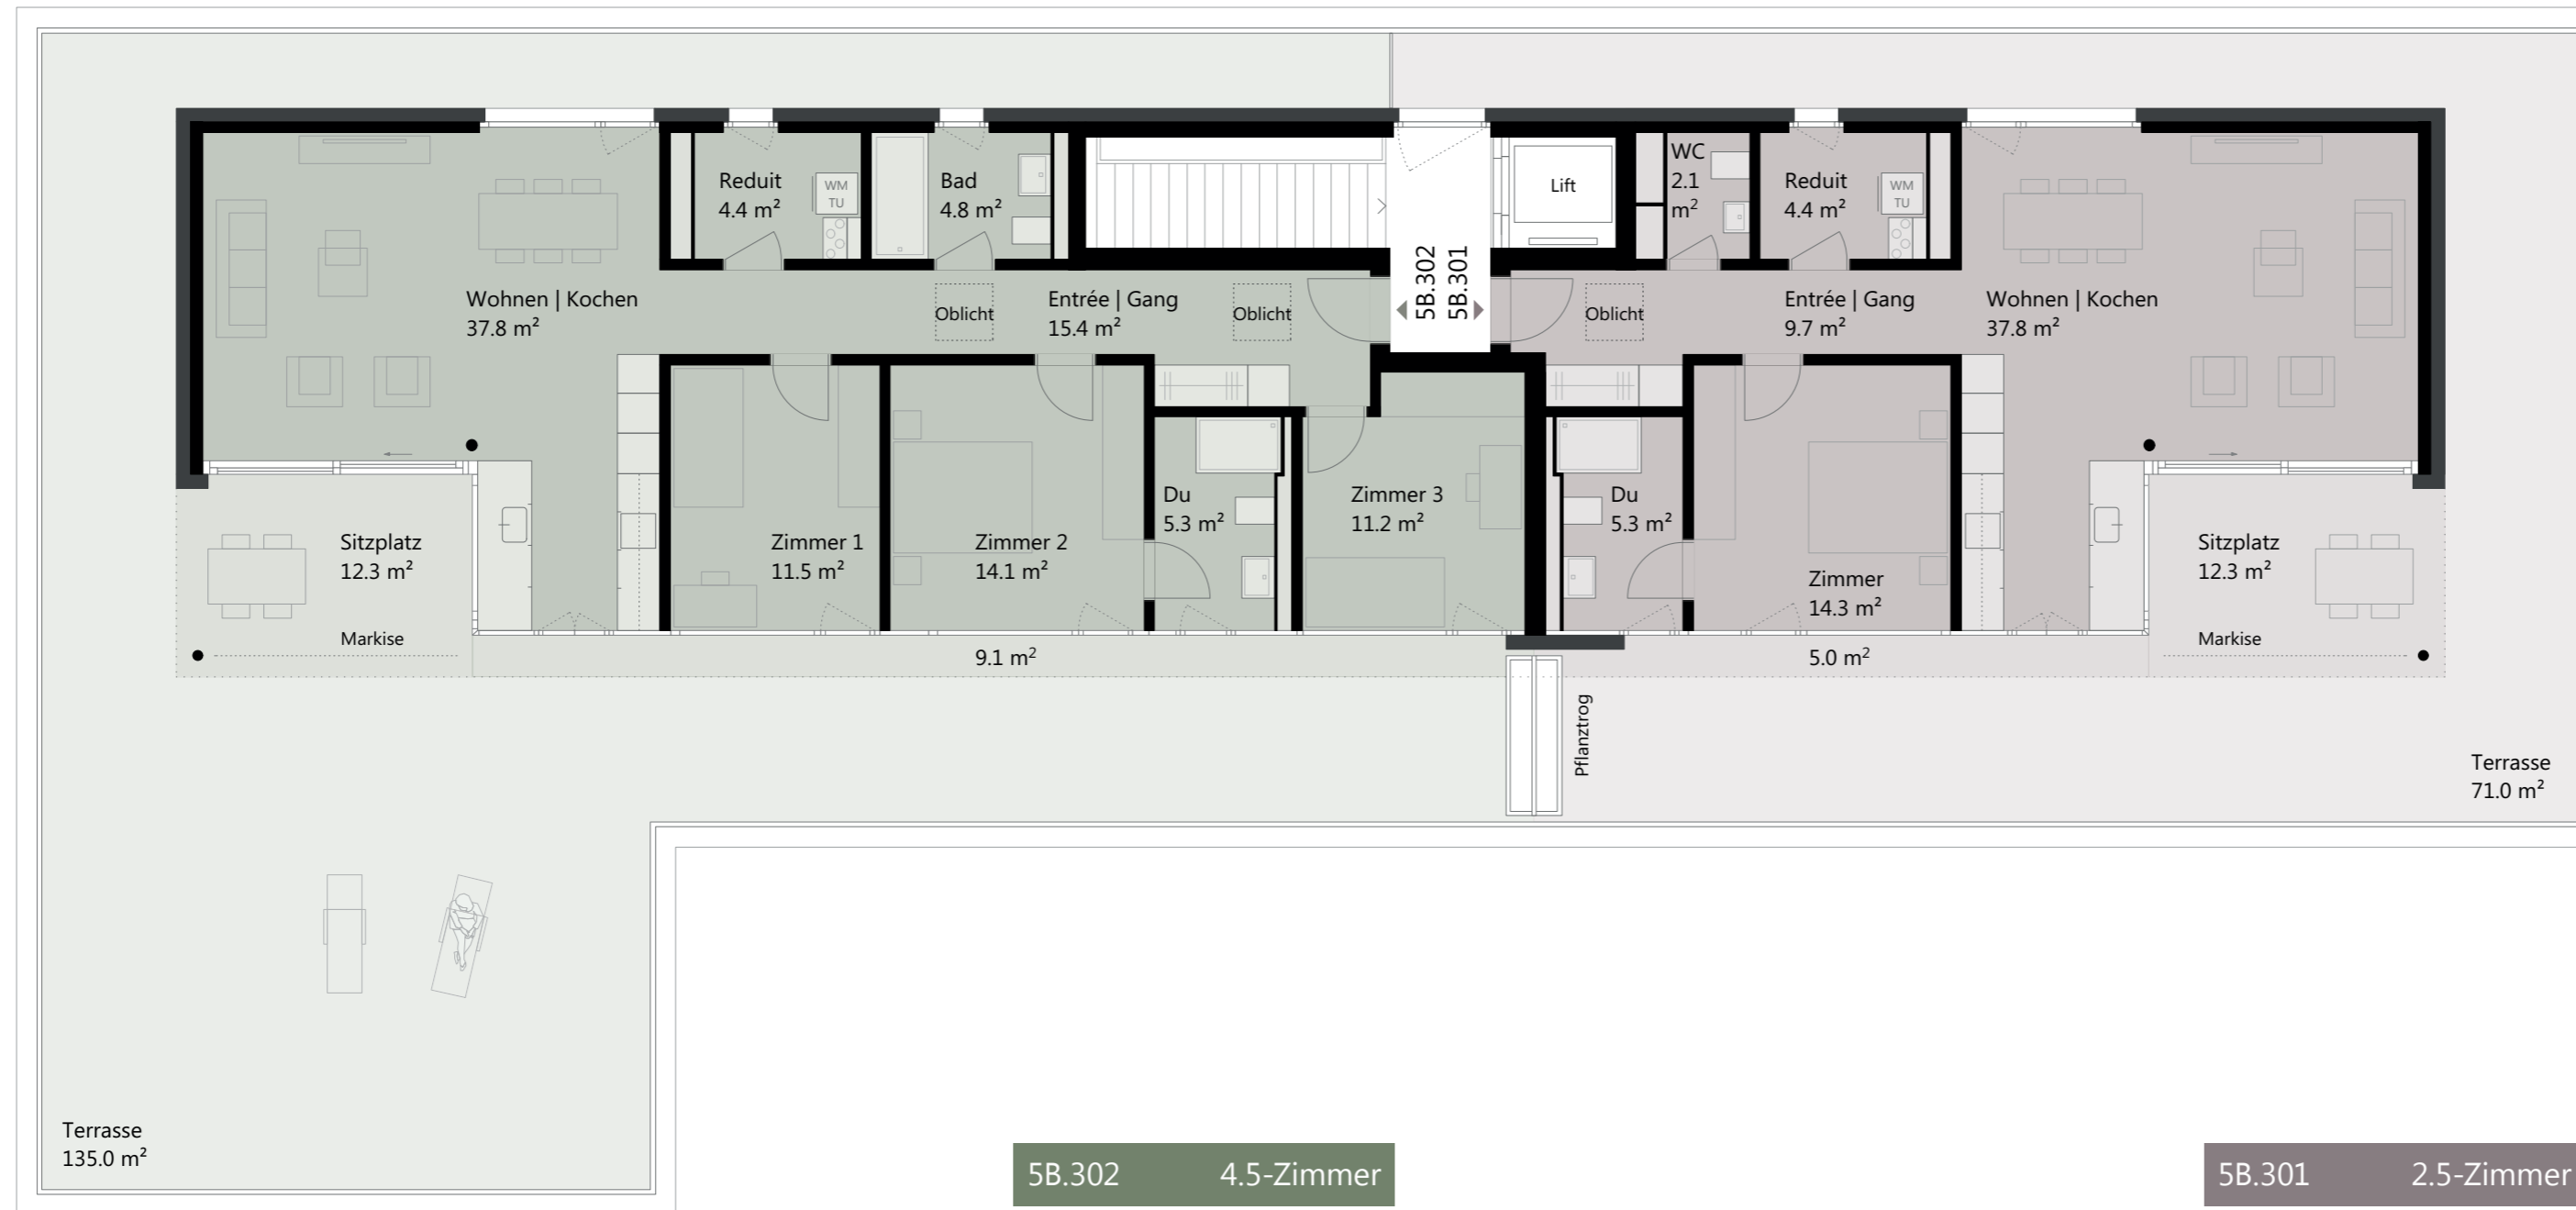 Reduit
4.4 m²
WM
TU
Bad
4.8 m²
Lift
WC
2.1
m²
Reduit
4.4 m²
WM
TU
Wohnen | Kochen
37.8 m²
Oblicht
Entrée | Gang
15.4 m²
Oblicht
5B.302
5B.301
Oblicht
Entrée | Gang
9.7 m²
Wohnen | Kochen
37.8 m²
Sitzplatz
12.3 m²
Markise
Zimmer 1
11.5 m²
Zimmer 2
14.1 m²
Du
5.3 m²
Zimmer 3
11.2 m²
Du
5.3 m²
Zimmer
14.3 m²
Sitzplatz
12.3 m²
Markise
9.1 m²
5.0 m²
Pflanztrog
Terrasse
71.0 m²
Terrasse
135.0 m²
5B.302 4.5-Zimmer
5B.301 2.5-Zimmer